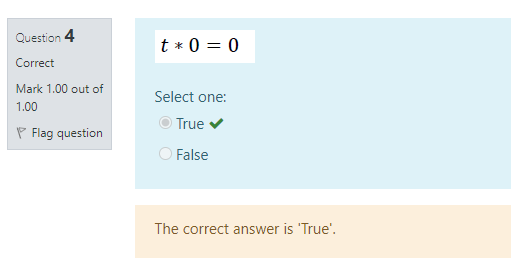 Question 4
Correct
Mark 1.00 out of
1.00
Flag question
t * 0 = 0
Select one:
True
False
The correct answer is 'True'.